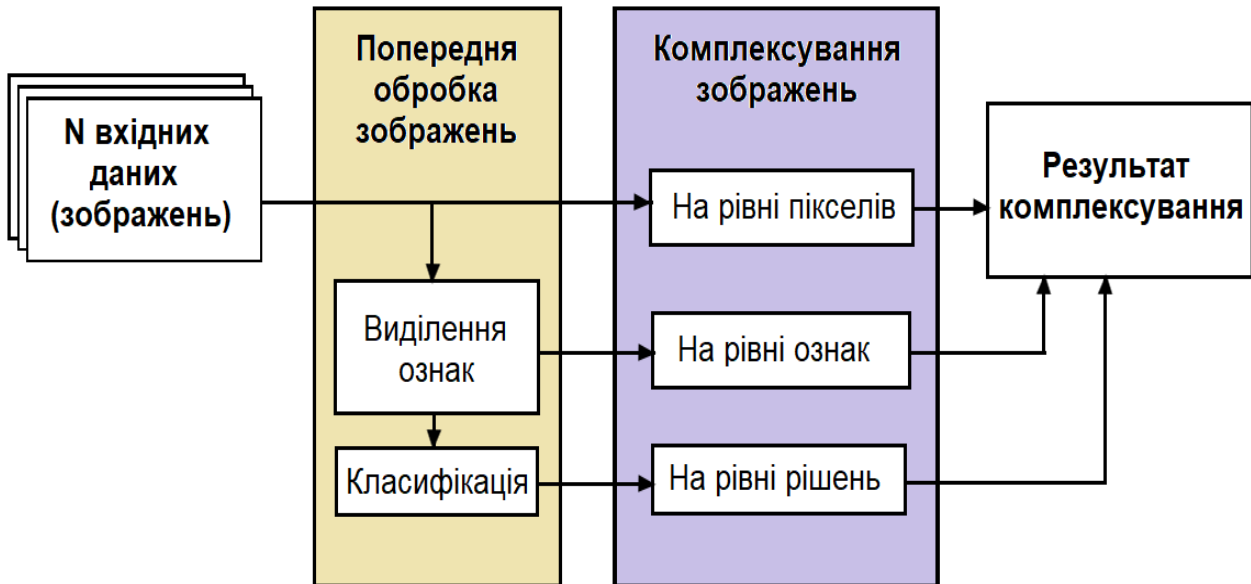 N вхідних
даних
(зображень)
Попередня
обробка
зображень
Виділення
ознак
Класифікація
Комплексування
зображень
На рівні пікселів
На рівні ознак
На рівні рішень
Результат
комплексування